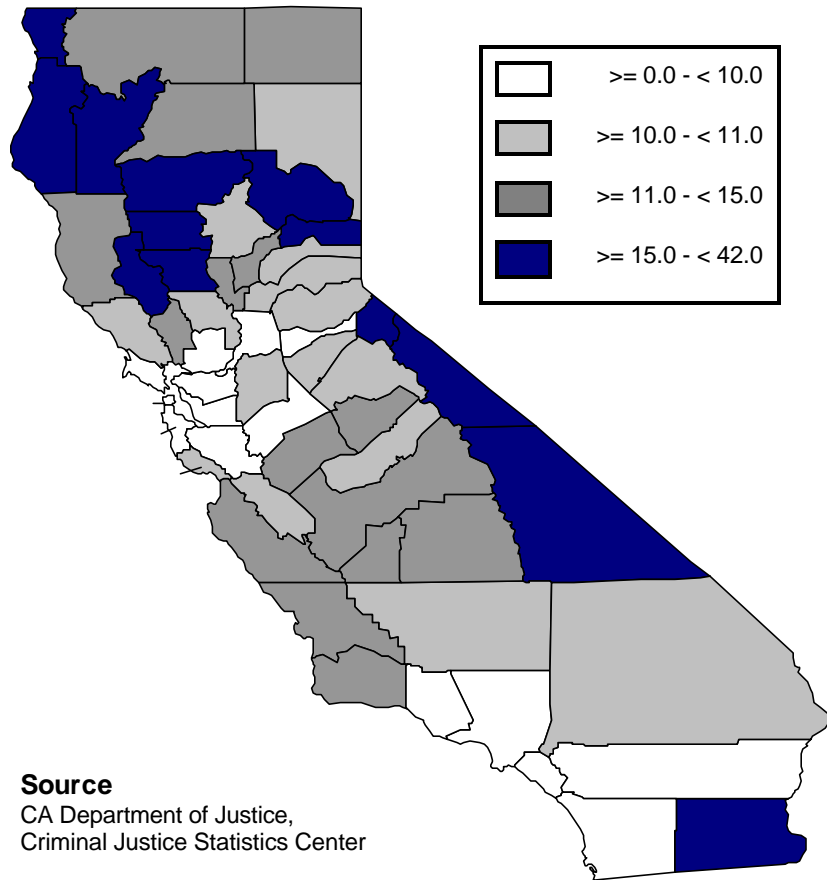 >= 0.0 - < 10.0
>= 10.0 - < 11.0
>= 11.0 - < 15.0
>= 15.0 - < 42.0
Source
CA Department of Justice,
Criminal Justice Statistics Center